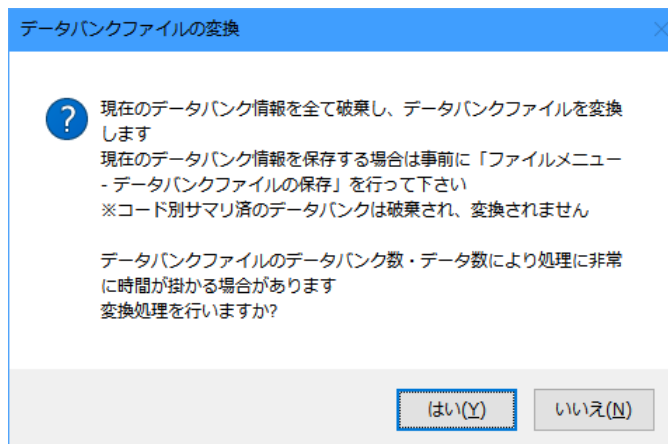 データバンクファイルの変換
現在のデータバンク情報を全て破棄し、データバンクファイルを変換
します
現在のデータバンク情報を保存する場合は事前に「ファイルメニュー
- データバンクファイルの保存」を行って下さい
※コード別サマリ済のデータバンクは破棄され、変換されません
データバンクファイルのデータバンク数・データ数により処理に非常
に時間が掛かる場合があります
変換処理を行いますか?
はい(Y)
いいえ(N)